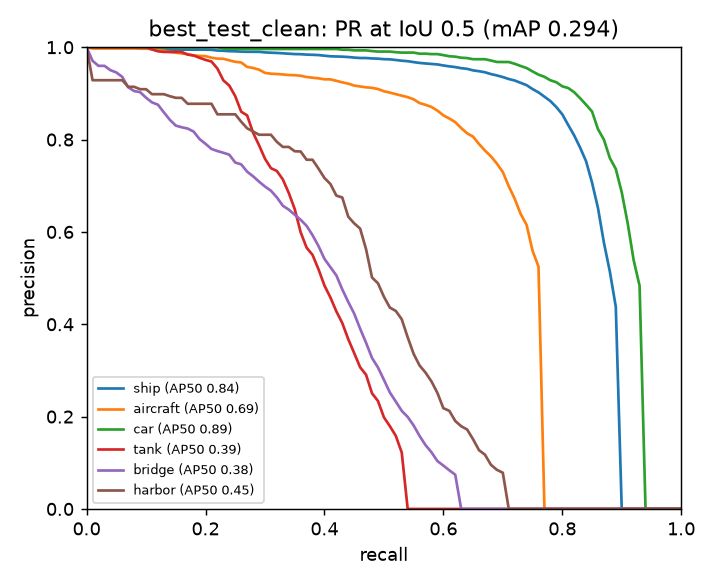 best_test_clean: PR at IoU 0.5 (mAP 0.294)
1.0
0.8
0.6
0.4
0.2
0.0
precision
ship (AP50 0.84)
aircraft (AP50 0.69)
car (AP50 0.89)
tank (AP50 0.39)
bridge (AP50 0.38)
harbor (AP50 0.45)
0.0 0.2 0.4 0.6 0.8 1.0
recall